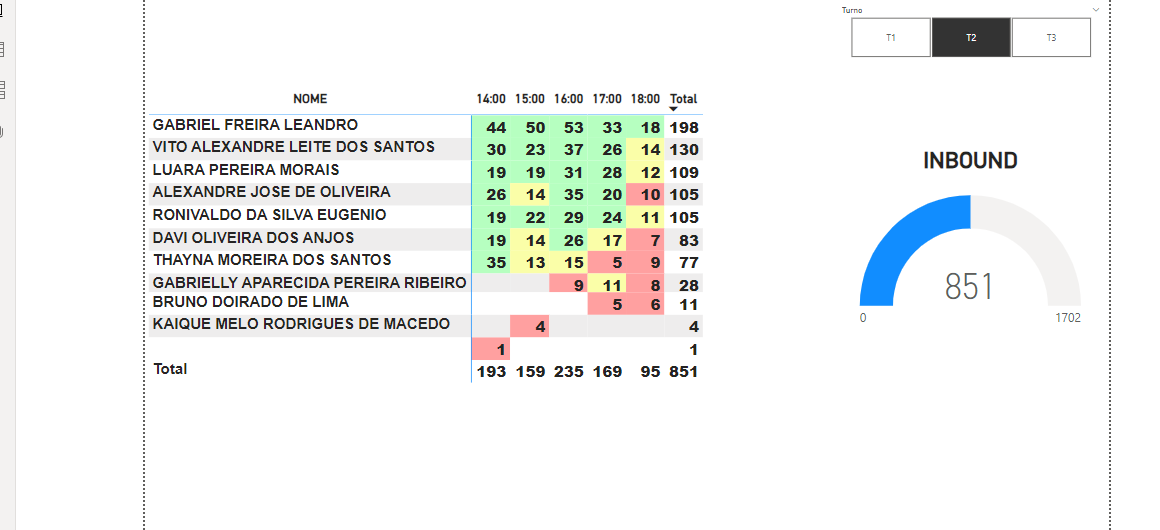 Turno
T1 T2 T3
NOME 14:00 15:00 16:00 17:00 18:00 Total
GABRIEL FREIRA LEANDRO 44 50 53 33 18 198
VITO ALEXANDRE LEITE DOS SANTOS 30 23 37 26 14 130
LUARA PEREIRA MORAIS 19 19 31 28 12 109
ALEXANDRE JOSE DE OLIVEIRA 26 14 35 20 10 105
RONIVALDO DA SILVA EUGENIO 19 22 29 24 11 105
DAVI OLIVEIRA DOS ANJOS 19 14 26 17 7 83
THAYNA MOREIRA DOS SANTOS 35 13 15 5 9 77
GABRIELLY APARECIDA PEREIRA RIBEIRO 9 11 8 28
BRUNO DOIRADO DE LIMA 5 6 11
KAIQUE MELO RODRIGUES DE MACEDO 4 4
1 1
Total 193 159 235 169 95 851
INBOUND
851
0 1702